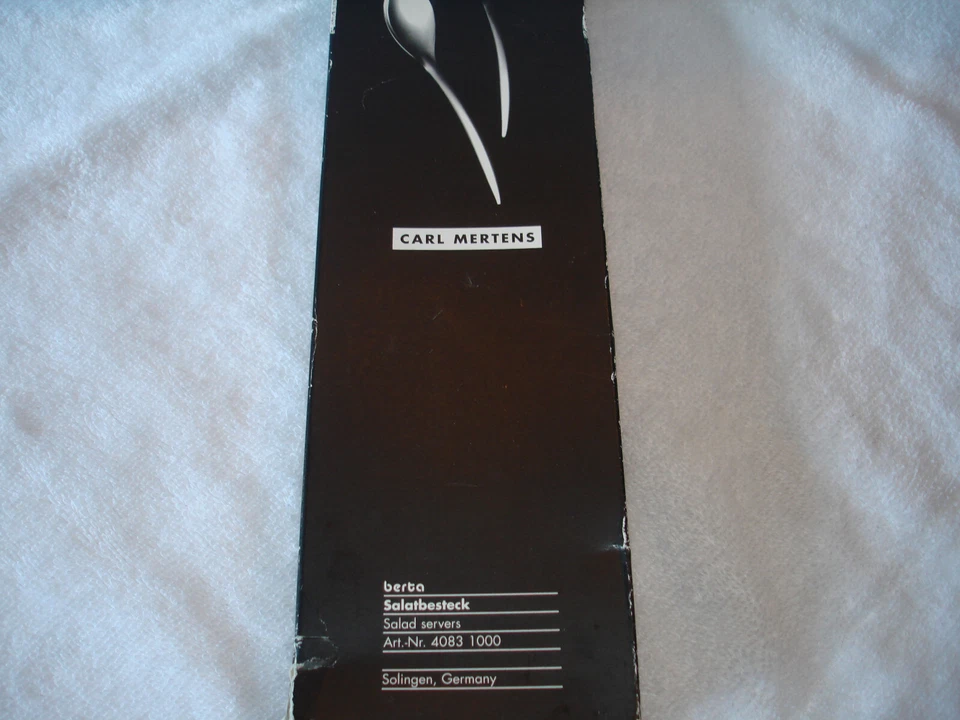 CARL MERTENS
berta
Salatbesteck
Salad servers
Art.-Nr. 4083 1000
Solingen, Germany